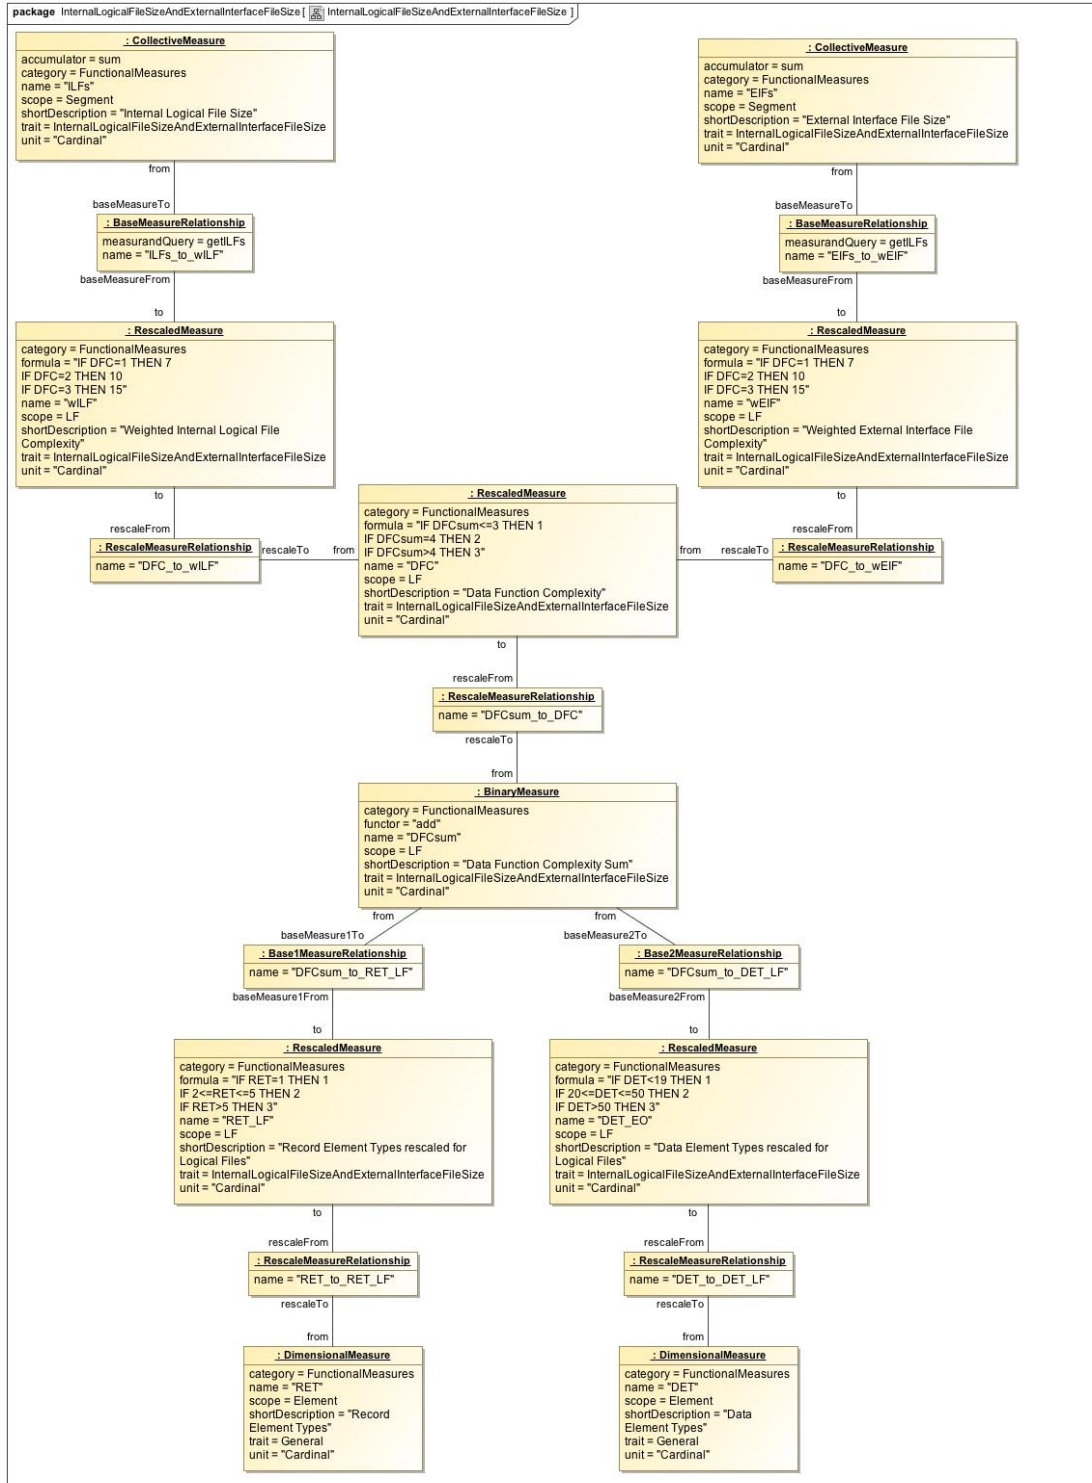 package InternalLogicalFileSizeAndExternalInterfaceFileSize [ InternalLogicalFileSizeAndExternalInterfaceFileSize ]
: CollectiveMeasure
accumulator = sum
category = FunctionalMeasures
name = "ILFs"
scope = Segment
shortDescription = "Internal Logical File Size"
trait = InternalLogicalFileSizeAndExternalInterfaceFileSize
unit = "Cardinal"
: CollectiveMeasure
accumulator = sum
category = FunctionalMeasures
name = "EIFs"
scope = Segment
shortDescription = "External Interface File Size"
trait = InternalLogicalFileSizeAndExternalInterfaceFileSize
unit = "Cardinal"
from
baseMeasureTo
from
baseMeasureTo
: BaseMeasureRelationship
measurandQuery = getILFs
name = "ILFs_to_wILF"
: BaseMeasureRelationship
measurandQuery = getILFs
name = "EIFs_to_wEIF"
baseMeasureFrom
to
baseMeasureFrom
to
: RescaledMeasure
category = FunctionalMeasures
formula = "IF DFC=1 THEN 7
IF DFC=2 THEN 10
IF DFC=3 THEN 15"
name = "wILF"
scope = LF
shortDescription = "Weighted Internal Logical File
Complexity"
trait = InternalLogicalFileSizeAndExternalInterfaceFileSize
unit = "Cardinal"
: RescaledMeasure
category = FunctionalMeasures
formula = "IF DFC=1 THEN 7
IF DFC=2 THEN 10
IF DFC=3 THEN 15"
name = "wEIF"
scope = LF
shortDescription = "Weighted External Interface File
Complexity"
trait = InternalLogicalFileSizeAndExternalInterfaceFileSize
unit = "Cardinal"
to
rescaleFrom
to
rescaleFrom
: RescaleMeasureRelationship
name = "DFC_to_wILF"
rescaleTo
from
: RescaledMeasure
category = FunctionalMeasures
formula = "IF DFCsum<=3 THEN 1
IF DFCsum=4 THEN 2
IF DFCsum>4 THEN 3"
name = "DFC"
scope = LF
shortDescription = "Data Function Complexity"
trait = InternalLogicalFileSizeAndExternalInterfaceFileSize
unit = "Cardinal"
from
rescaleTo
: RescaleMeasureRelationship
name = "DFC_to_wEIF"
to
rescaleFrom
: RescaleMeasureRelationship
name = "DFCsum_to_DFC"
rescaleTo
from
: BinaryMeasure
category = FunctionalMeasures
functor = "add"
name = "DFCsum"
scope = LF
shortDescription = "Data Function Complexity Sum"
trait = InternalLogicalFileSizeAndExternalInterfaceFileSize
unit = "Cardinal"
from
baseMeasure1To
from
baseMeasure2To
: Base1MeasureRelationship
name = "DFCsum_to_RET_LF"
: Base2MeasureRelationship
name = "DFCsum_to_DET_LF"
baseMeasure1From
to
baseMeasure2From
to
: RescaledMeasure
category = FunctionalMeasures
formula = "IF RET=1 THEN 1
IF 2<=RET<=5 THEN 2
IF RET>5 THEN 3"
name = "RET_LF"
scope = LF
shortDescription = "Record Element Types rescaled for
Logical Files"
trait = InternalLogicalFileSizeAndExternalInterfaceFileSize
unit = "Cardinal"
: RescaledMeasure
category = FunctionalMeasures
formula = "IF DET<19 THEN 1
IF 20<=DET<=50 THEN 2
IF DET>50 THEN 3"
name = "DET_EO"
scope = LF
shortDescription = "Data Element Types rescaled for
Logical Files"
trait = InternalLogicalFileSizeAndExternalInterfaceFileSize
unit = "Cardinal"
to
rescaleFrom
to
rescaleFrom
: RescaleMeasureRelationship
name = "RET_to_RET_LF"
: RescaleMeasureRelationship
name = "DET_to_DET_LF"
rescaleTo
from
rescaleTo
from
: DimensionalMeasure
category = FunctionalMeasures
name = "RET"
scope = Element
shortDescription = "Record
Element Types"
trait = General
unit = "Cardinal"
: DimensionalMeasure
category = FunctionalMeasures
name = "DET"
scope = Element
shortDescription = "Data
Element Types"
trait = General
unit = "Cardinal"